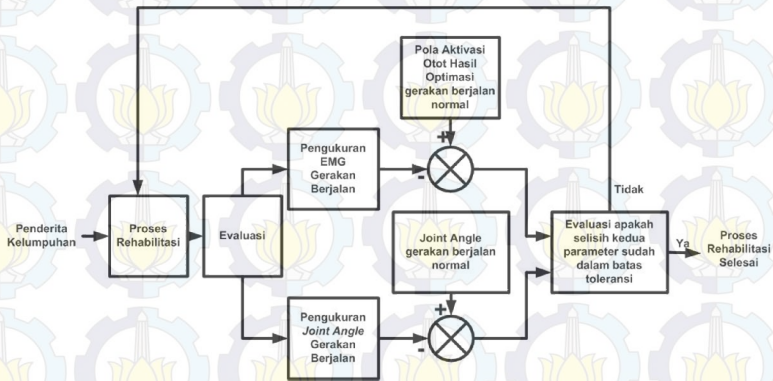 Pola Aktivasi
Otot Hasil
Optimasi
gerakan berjalan
normal
+
-
Pengukuran
EMG
Gerakan
Berjalan
Tidak
Penderita
Kelumpuhan
Proses
Rehabilitasi
Evaluasi
Joint Angle
gerakan berjalan
normal
Evaluasi apakah
selisih kedua
parameter sudah
dalam batas
toleransi
Ya
Proses
Rehabilitasi
Selesai
+
-
Pengukuran
Joint Angle
Gerakan
Berjalan